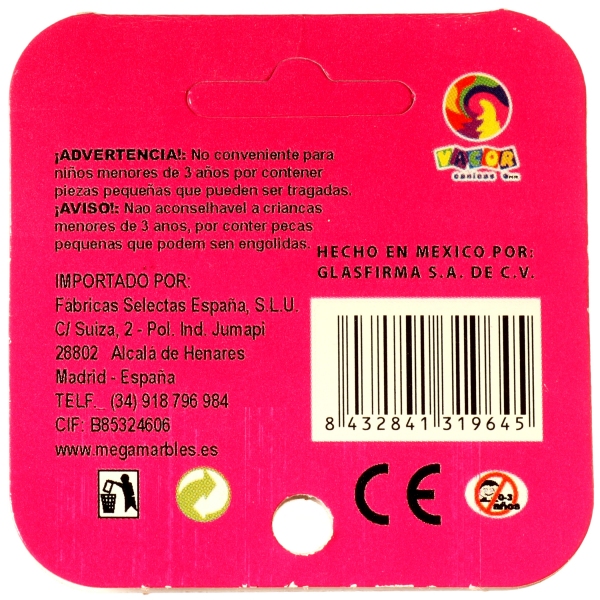 ¡ADVERTENCIA!: No conveniente para
niños menores de 3 años por contener
piezas pequeñas que pueden ser tragadas.
¡AVISO!: Nao aconselhavel a criancas
menores de 3 anos, por conter pecas
pequenas que podem sen engolidas.
IMPORTADO POR:
Fabricas Selectas España, S.L.U.
C/ Suiza, 2 - Pol. Ind. Jumapi
28802 Alcalá de Henares
Madrid - España
TELF. (34) 918 796 984
CIF: B85324606
www.megamarbles.es
VACOR
canicas
HECHO EN MEXICO POR:
GLASFIRMA S.A. DE C.V.
8 432841 319645
CE
0-3
años